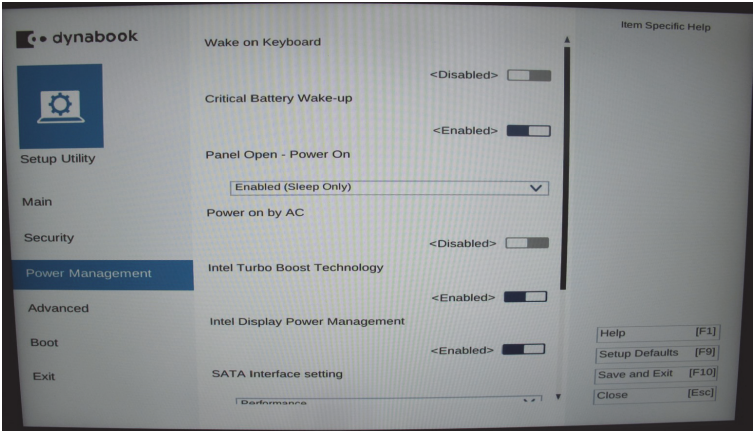 dynabook
Setup Utility
Main
Security
Power Management
Advanced
Boot
Exit
Wake on Keyboard
<Disabled>
Critical Battery Wake-up
<Enabled>
Panel Open - Power On
Enabled (Sleep Only)
Power on by AC
<Disabled>
Intel Turbo Boost Technology
<Enabled>
Intel Display Power Management
<Enabled>
SATA Interface setting
Performance
Item Specific Help
Help [F1]
Setup Defaults [F9]
Save and Exit [F10]
Close [Esc]